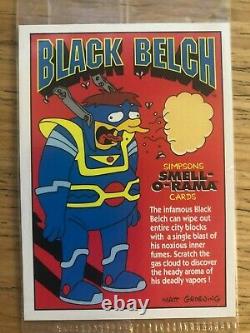 BLACK BELCH
SIMPSONS
SMELL-
O-RAMA
CARDS
The infamous Black
Belch can wipe out
entire city blocks
with a single blast of
his noxious inner
fumes. Scratch the
gas cloud to discover
the heady aroma of
his deadly vapors!
MATT GROENING